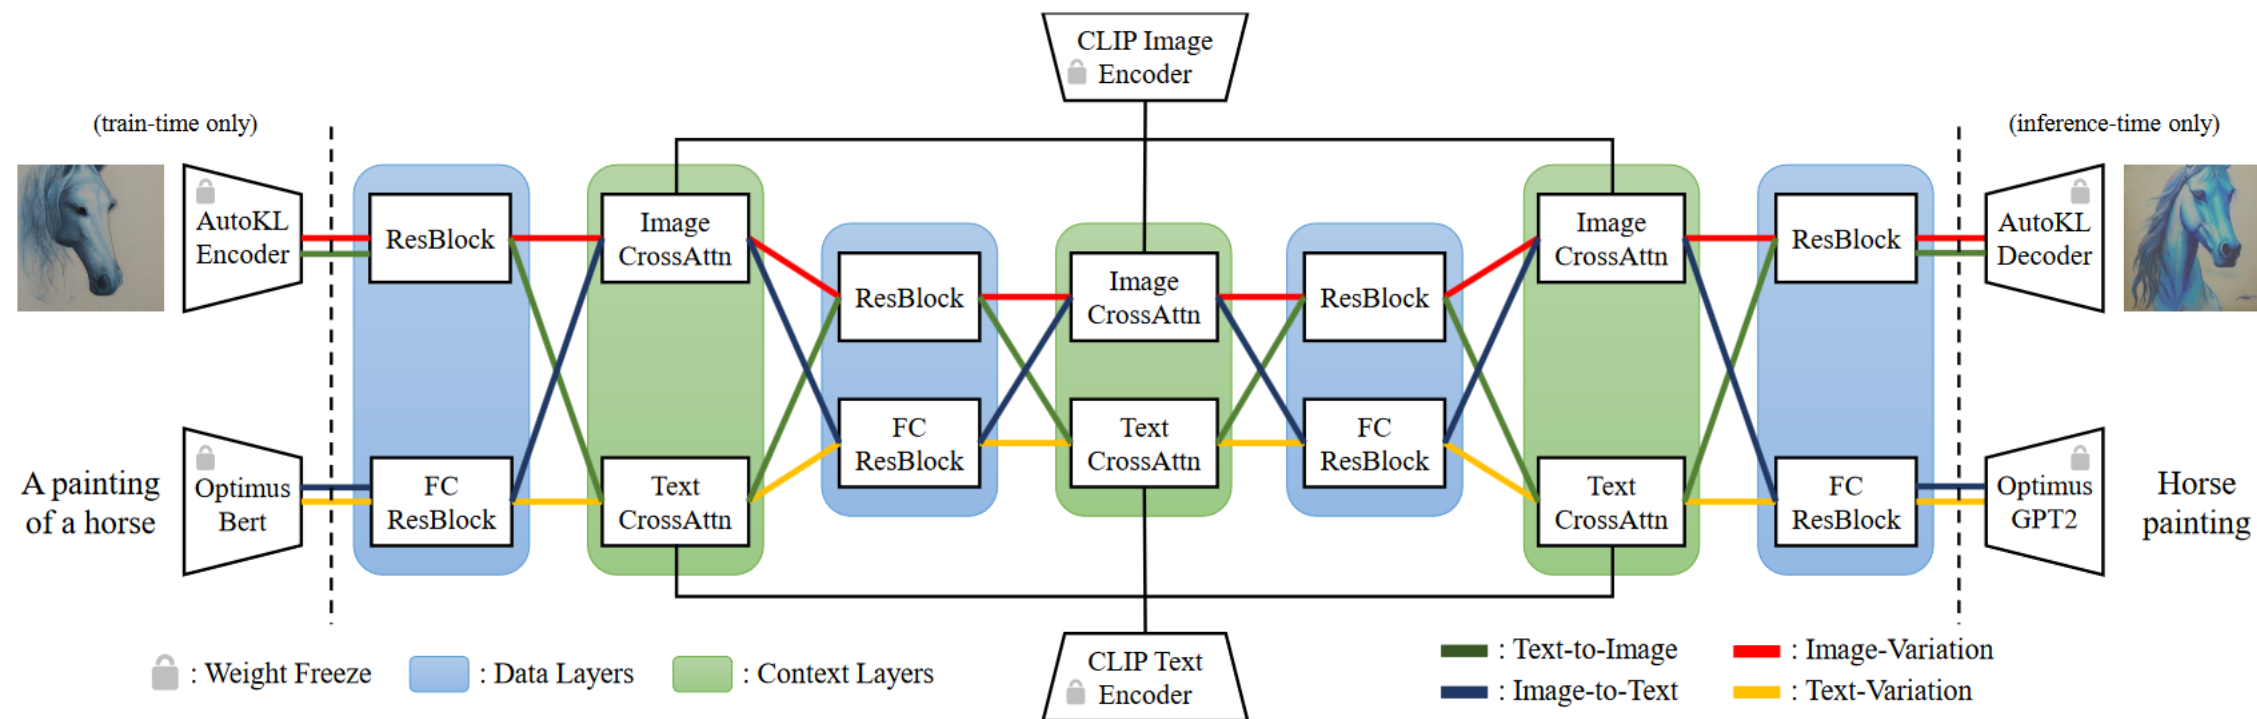 CLIP Image
Encoder
(train-time only)
(inference-time only)
AutoKL
Encoder
ResBlock
Image
CrossAttn
ResBlock
Image
CrossAttn
ResBlock
Image
CrossAttn
ResBlock
AutoKL
Decoder
A painting
of a horse
Optimus
Bert
FC
ResBlock
Text
CrossAttn
FC
ResBlock
Text
CrossAttn
FC
ResBlock
Text
CrossAttn
FC
ResBlock
Optimus
GPT2
Horse
painting
: Weight Freeze
: Data Layers
: Context Layers
CLIP Text
Encoder
: Text-to-Image
: Image-Variation
: Image-to-Text
: Text-Variation